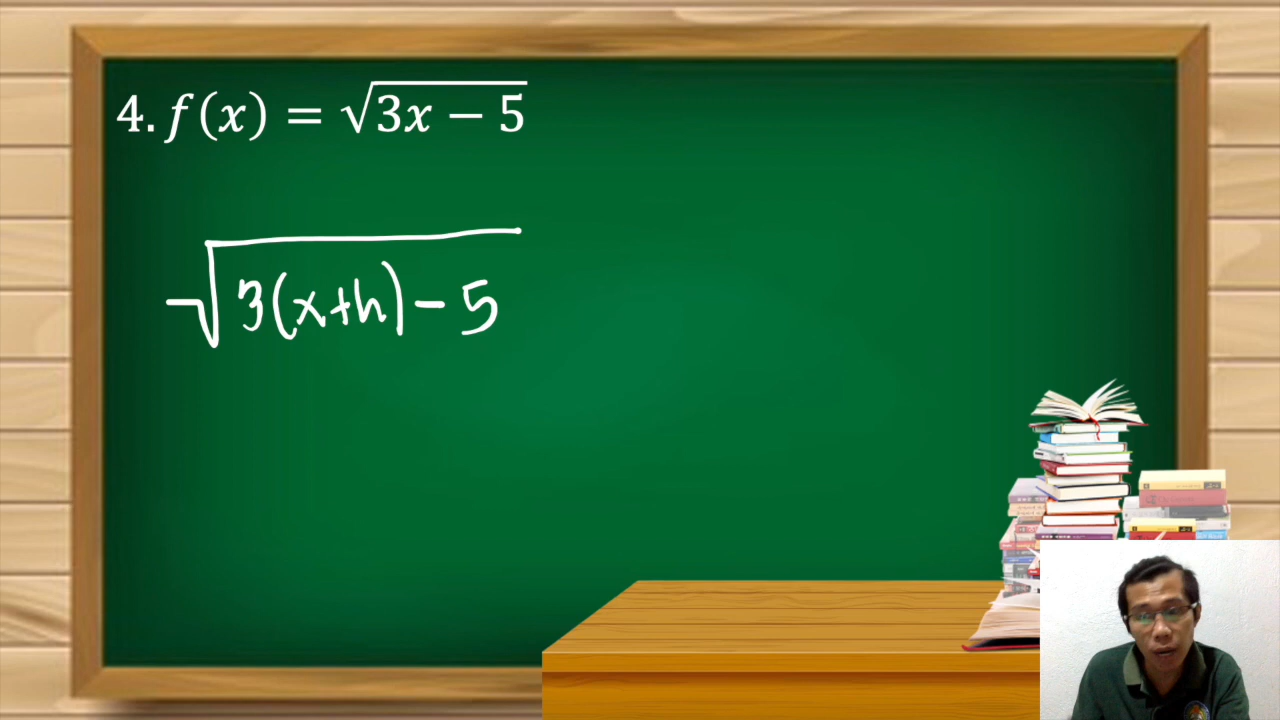 4. f(x) = √(3x − 5)
√(3(x+h) − 5)